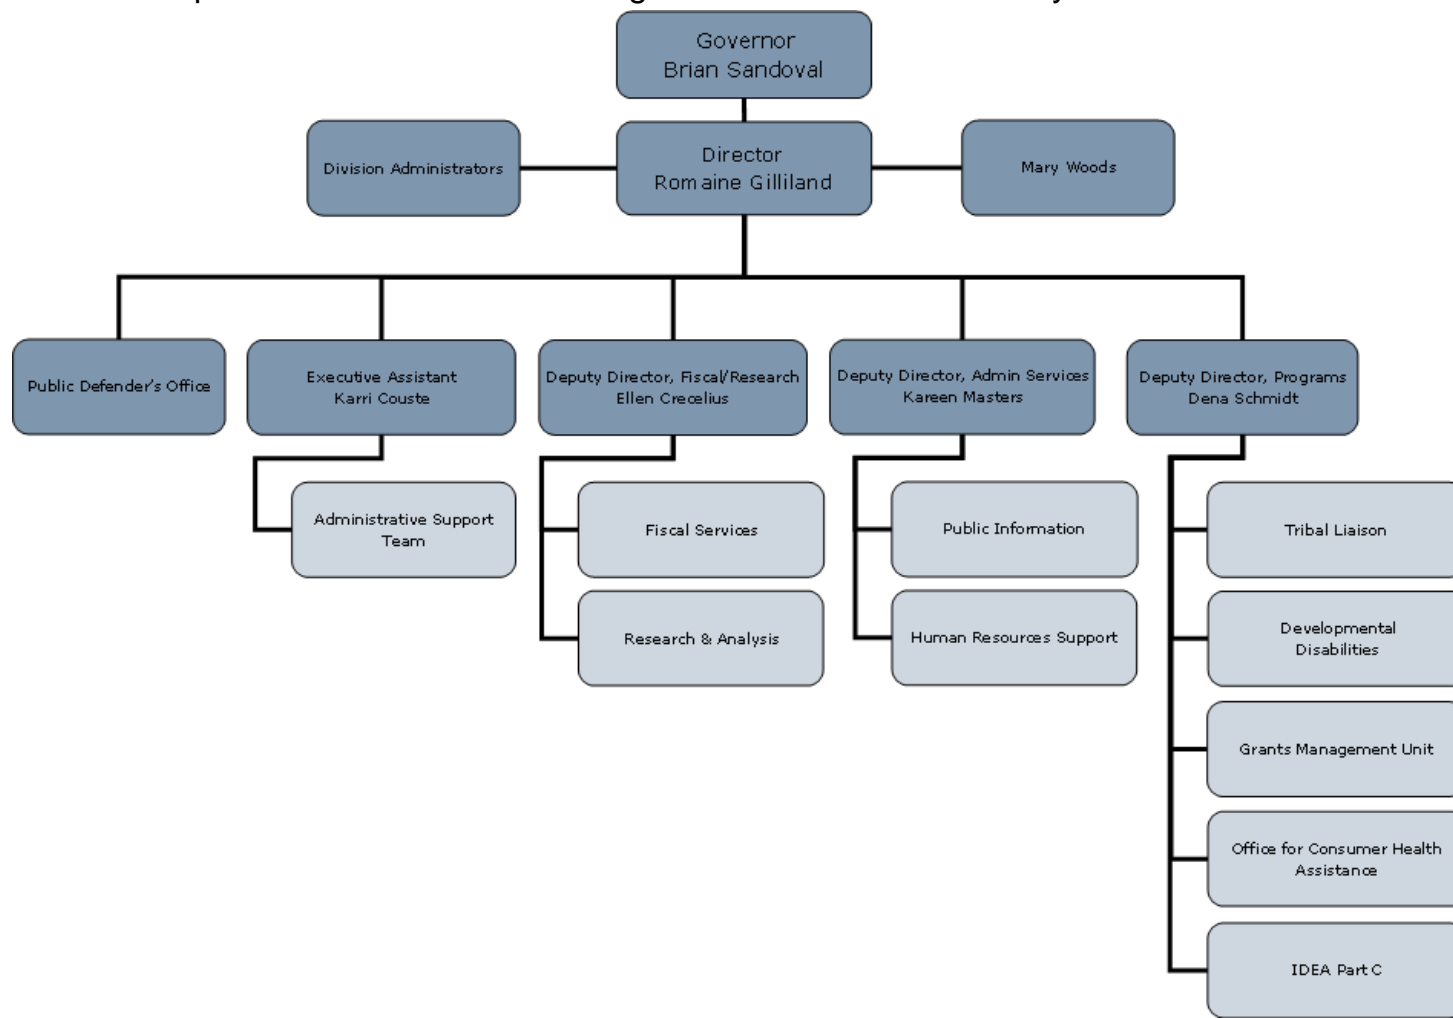 Governor
Brian Sandoval
Division Administrators
Director
Romaine Gilliland
Mary Woods
Public Defender's Office
Executive Assistant
Karri Couste
Deputy Director, Fiscal/Research
Ellen Crecelius
Deputy Director, Admin Services
Kareen Masters
Deputy Director, Programs
Dena Schmidt
Administrative Support
Team
Fiscal Services
Public Information
Tribal Liaison
Research & Analysis
Human Resources Support
Developmental
Disabilities
Grants Management Unit
Office for Consumer Health
Assistance
IDEA Part C